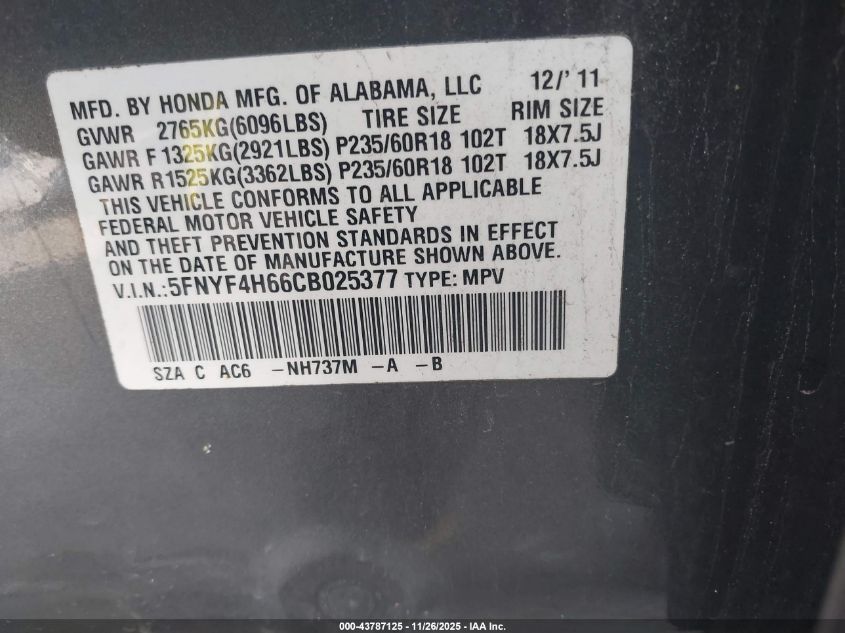 MFD. BY HONDA MFG. OF ALABAMA, LLC 12/'11
GVWR 2765KG(6096LBS) TIRE SIZE RIM SIZE
GAWR F 1325KG(2921LBS) P235/60R18 102T 18X7.5J
GAWR R1525KG(3362LBS) P235/60R18 102T 18X7.5J
THIS VEHICLE CONFORMS TO ALL APPLICABLE
FEDERAL MOTOR VEHICLE SAFETY
AND THEFT PREVENTION STANDARDS IN EFFECT
ON THE DATE OF MANUFACTURE SHOWN ABOVE.
V.I.N.:5FNYF4H66CB025377 TYPE: MPV
SZA C AC6 -NH737M -A -B
000-43787125 - 11/26/2025 - IAA Inc.